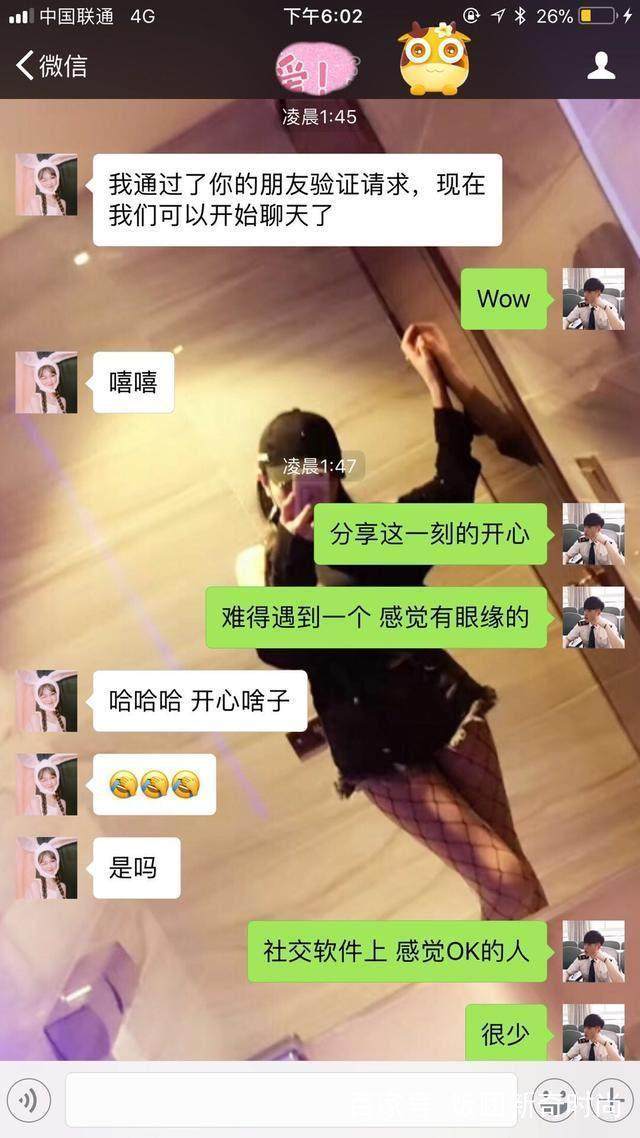 中国联通 4G 下午6:02 26%
微信
爱！
凌晨1:45
我通过了你的朋友验证请求，现在
我们可以开始聊天了
Wow
嘻嘻
凌晨1:47
分享这一刻的开心
难得遇到一个 感觉有眼缘的
哈哈哈 开心啥子
😂😂😂
是吗
社交软件上 感觉OK的人
很少